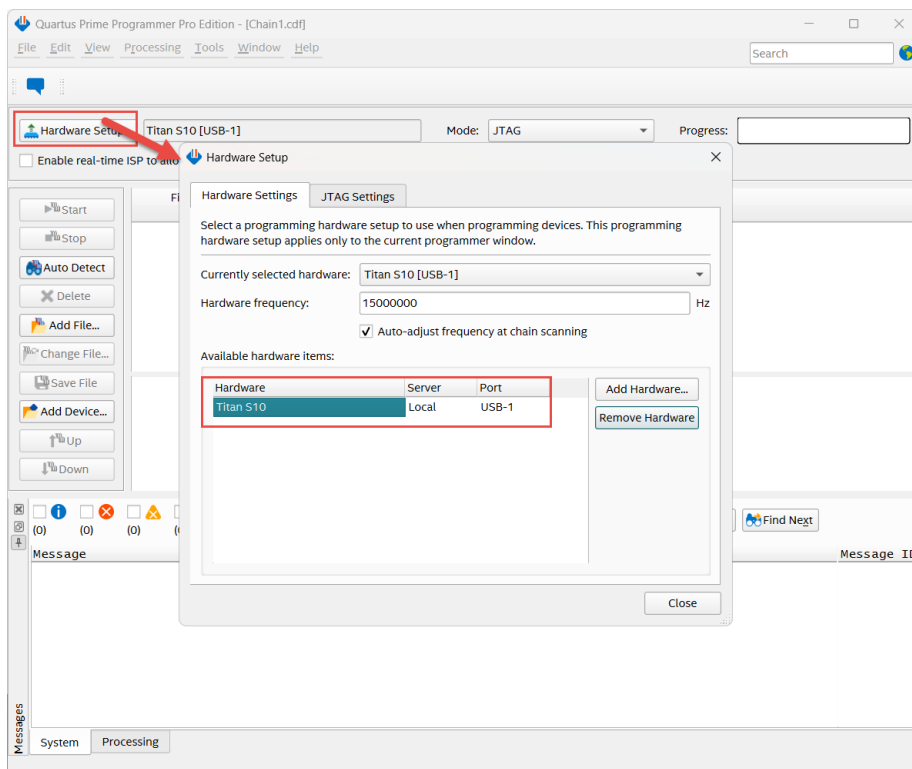 Quartus Prime Programmer Pro Edition - [Chain1.cdf]
File Edit View Processing Tools Window Help
Search
Hardware Setup
Titan S10 [USB-1]
Mode: JTAG
Progress:
Enable real-time ISP to allo
Hardware Setup
Hardware Settings
JTAG Settings
Select a programming hardware setup to use when programming devices. This programming
hardware setup applies only to the current programmer window.
Currently selected hardware: Titan S10 [USB-1]
Hardware frequency: 15000000 Hz
Auto-adjust frequency at chain scanning
Available hardware items:
Hardware Server Port
Titan S10 Local USB-1
Add Hardware...
Remove Hardware
Close
Fi
Start
Stop
Auto Detect
Delete
Add File...
Change File...
Save File
Add Device...
Up
Down
(0) (0) (0)
Find Next
Message
Message ID
Messages
System
Processing